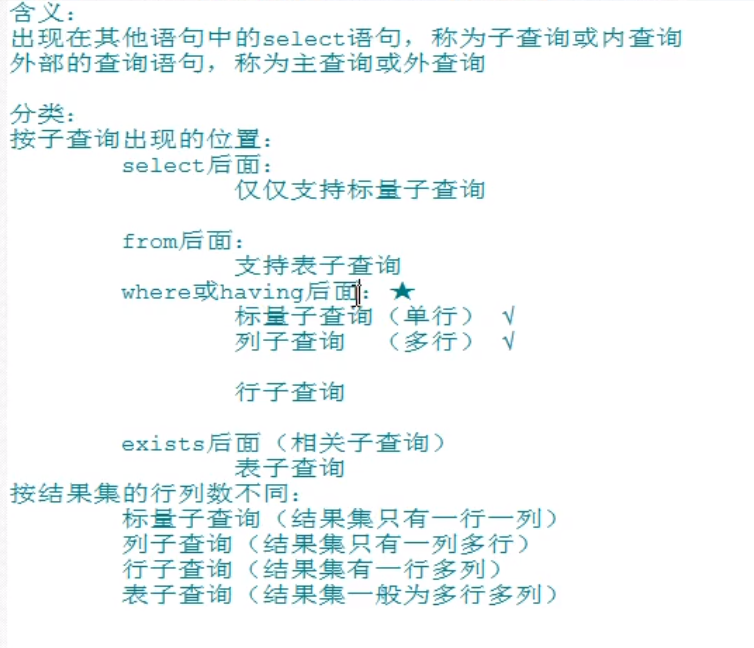 含义：
出现在其他语句中的select语句，称为子查询或内查询
外部的查询语句，称为主查询或外查询
分类：
按子查询出现的位置：
select后面：
仅仅支持标量子查询
from后面：
支持表子查询
where或having后面：★
标量子查询（单行） √
列子查询 （多行） √
行子查询
exists后面（相关子查询）
表子查询
按结果集的行列数不同：
标量子查询（结果集只有一行一列）
列子查询（结果集只有一列多行）
行子查询（结果集有一行多列）
表子查询（结果集一般为多行多列）